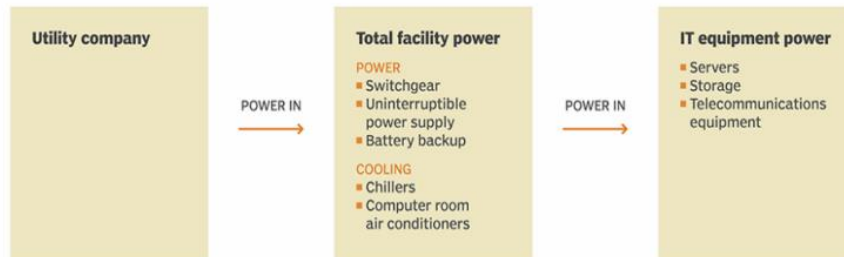 Utility company
POWER IN
Total facility power
POWER
■ Switchgear
■ Uninterruptible
power supply
■ Battery backup
COOLING
■ Chillers
■ Computer room
air conditioners
POWER IN
IT equipment power
■ Servers
■ Storage
■ Telecommunications
equipment